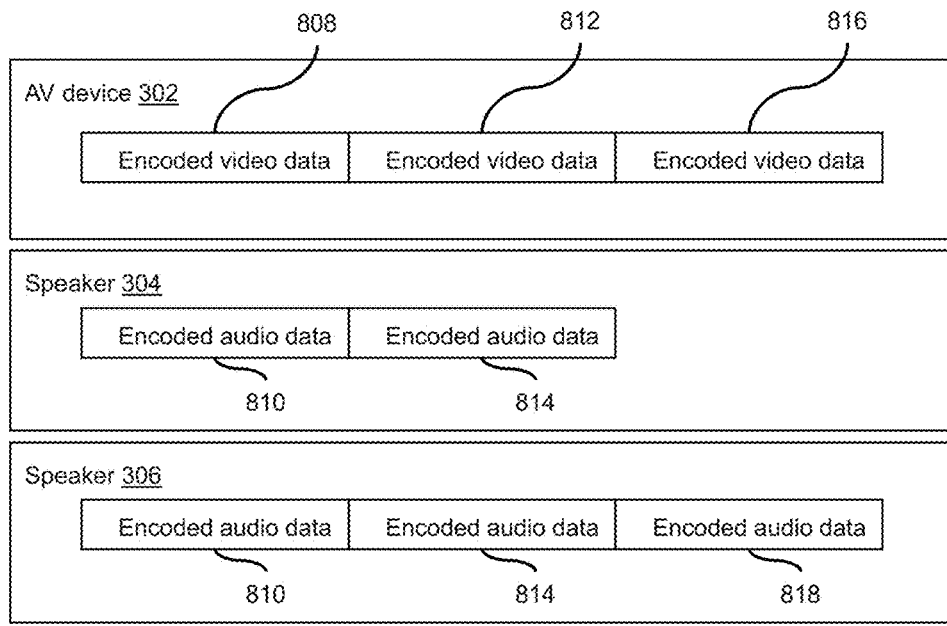 808 812 816
AV device 302
Encoded video data Encoded video data Encoded video data
Speaker 304
Encoded audio data Encoded audio data
810 814
Speaker 306
Encoded audio data Encoded audio data Encoded audio data
810 814 818